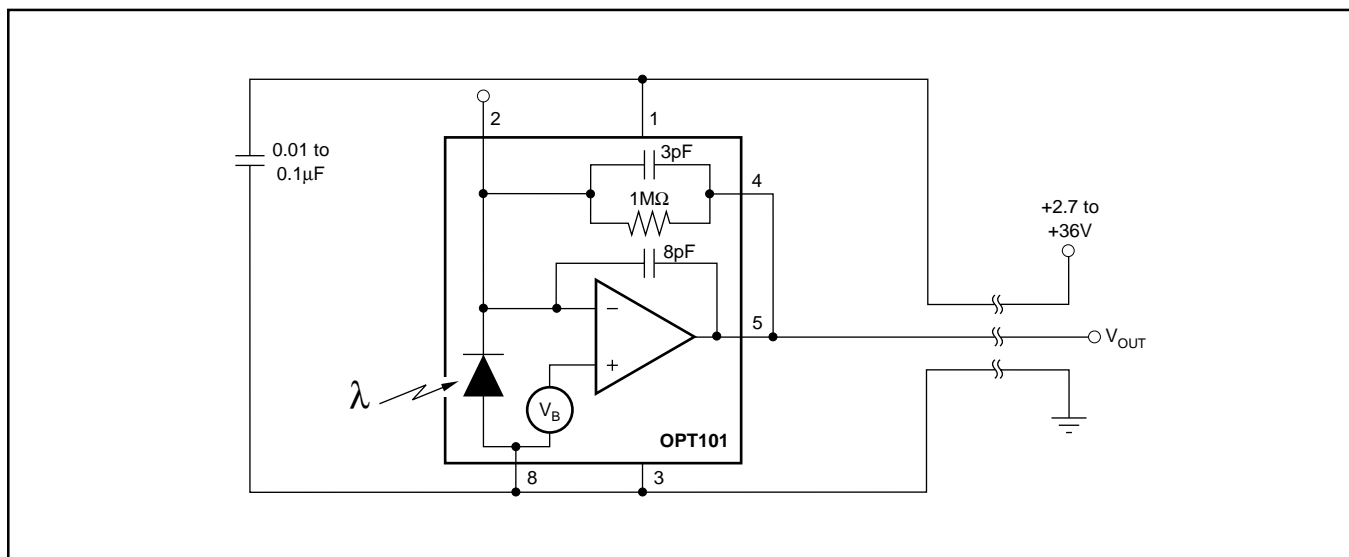 2
1
0.01 to
0.1µF
3pF
4
1MΩ
+2.7 to
+36V
8pF
5
−
V_OUT
+
λ
V_B
OPT101
8
3